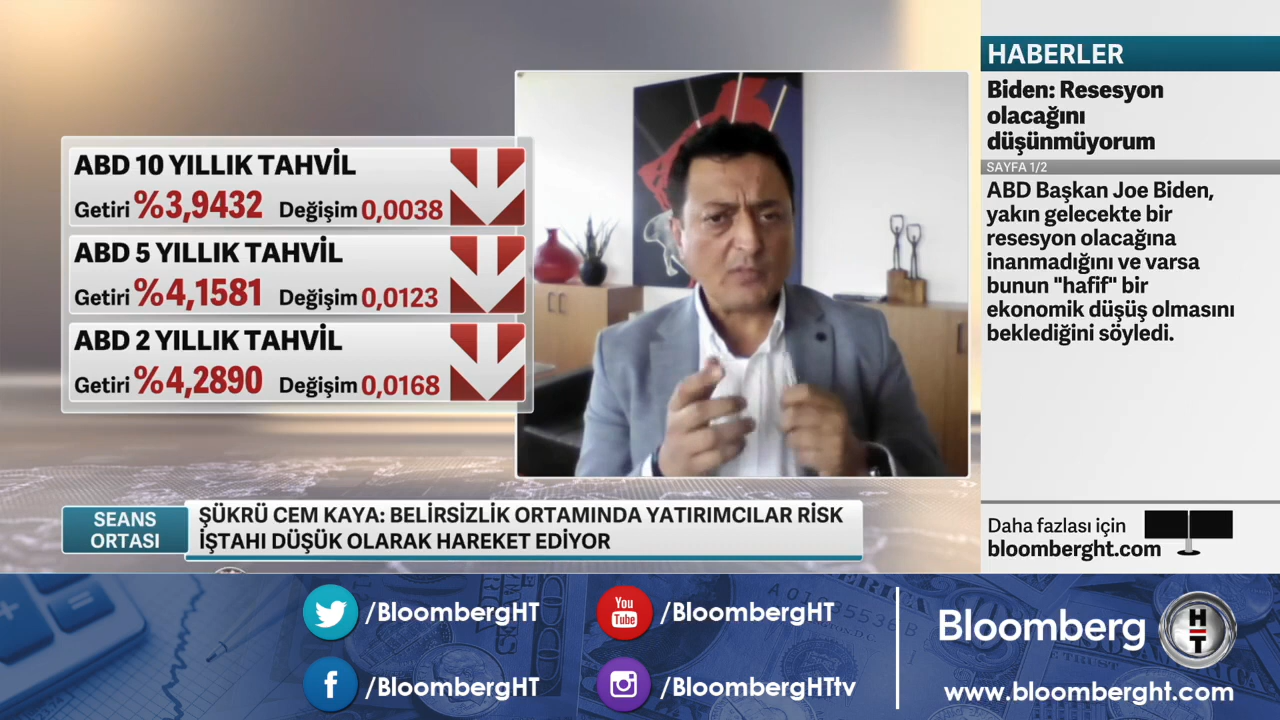 ABD 10 YILLIK TAHVİL
Getiri %3,9432 Değişim 0,0038
ABD 5 YILLIK TAHVİL
Getiri %4,1581 Değişim 0,0123
ABD 2 YILLIK TAHVİL
Getiri %4,2890 Değişim 0,0168
SEANS
ORTASI
ŞÜKRÜ CEM KAYA: BELİRSİZLİK ORTAMINDA YATIRIMCILAR RİSK
İŞTAHI DÜŞÜK OLARAK HAREKET EDİYOR
HABERLER
Biden: Resesyon
olacağını
düşünmüyorum
SAYFA 1/2
ABD Başkan Joe Biden,
yakın gelecekte bir
resesyon olacağına
inanmadığını ve varsa
bunun "hafif" bir
ekonomik düşüş olmasını
beklediğini söyledi.
Daha fazlası için
bloomberght.com
/BloombergHT
You
Tube
/BloombergHT
f /BloombergHT
/BloombergHTtv
Bloomberg HT
www.bloomberght.com